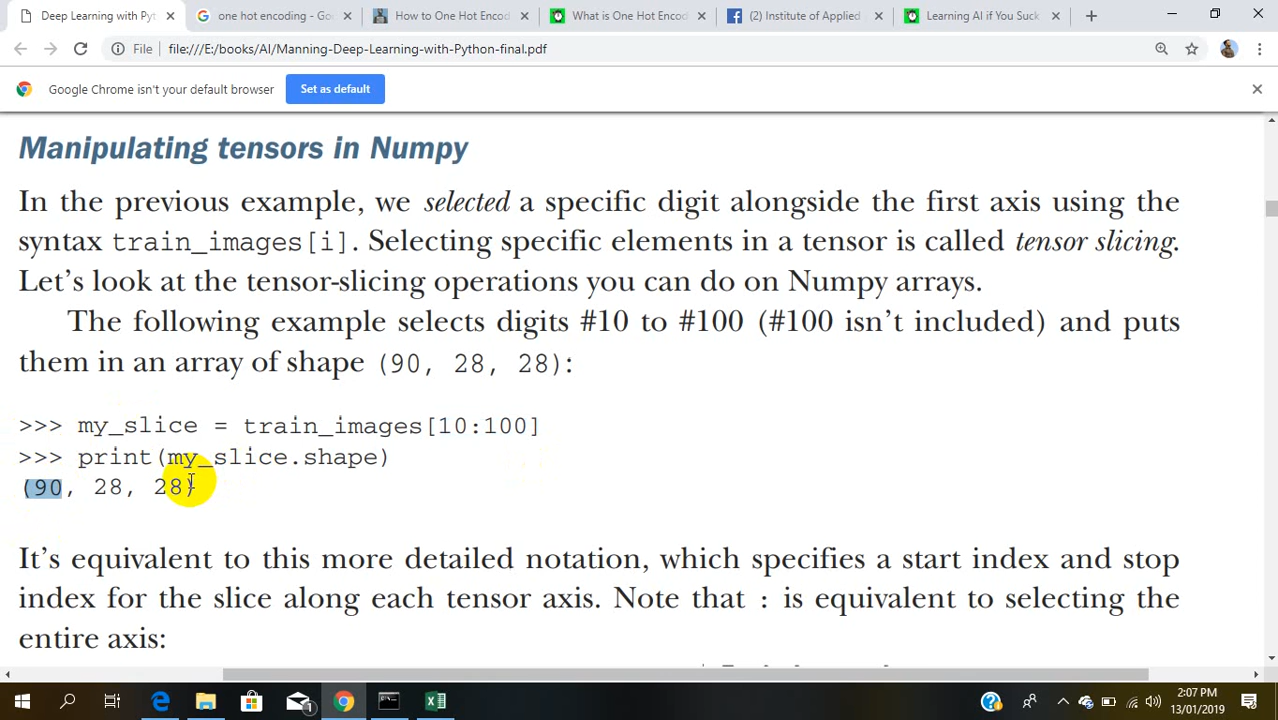 Deep Learning with Pyt
one hot encoding - Go
How to One Hot Encod
What is One Hot Encod
(2) Institute of Applied
Learning AI if You Suck
File
file:///E:/books/AI/Manning-Deep-Learning-with-Python-final.pdf
Google Chrome isn't your default browser
Set as default
Manipulating tensors in Numpy
In the previous example, we selected a specific digit alongside the first axis using the
syntax train_images[i]. Selecting specific elements in a tensor is called tensor slicing.
Let's look at the tensor-slicing operations you can do on Numpy arrays.
The following example selects digits #10 to #100 (#100 isn't included) and puts
them in an array of shape (90, 28, 28):
>>> my_slice = train_images[10:100]
>>> print(my_slice.shape)
(90, 28, 28)
It's equivalent to this more detailed notation, which specifies a start index and stop
index for the slice along each tensor axis. Note that : is equivalent to selecting the
entire axis:
1
2:07 PM
13/01/2019